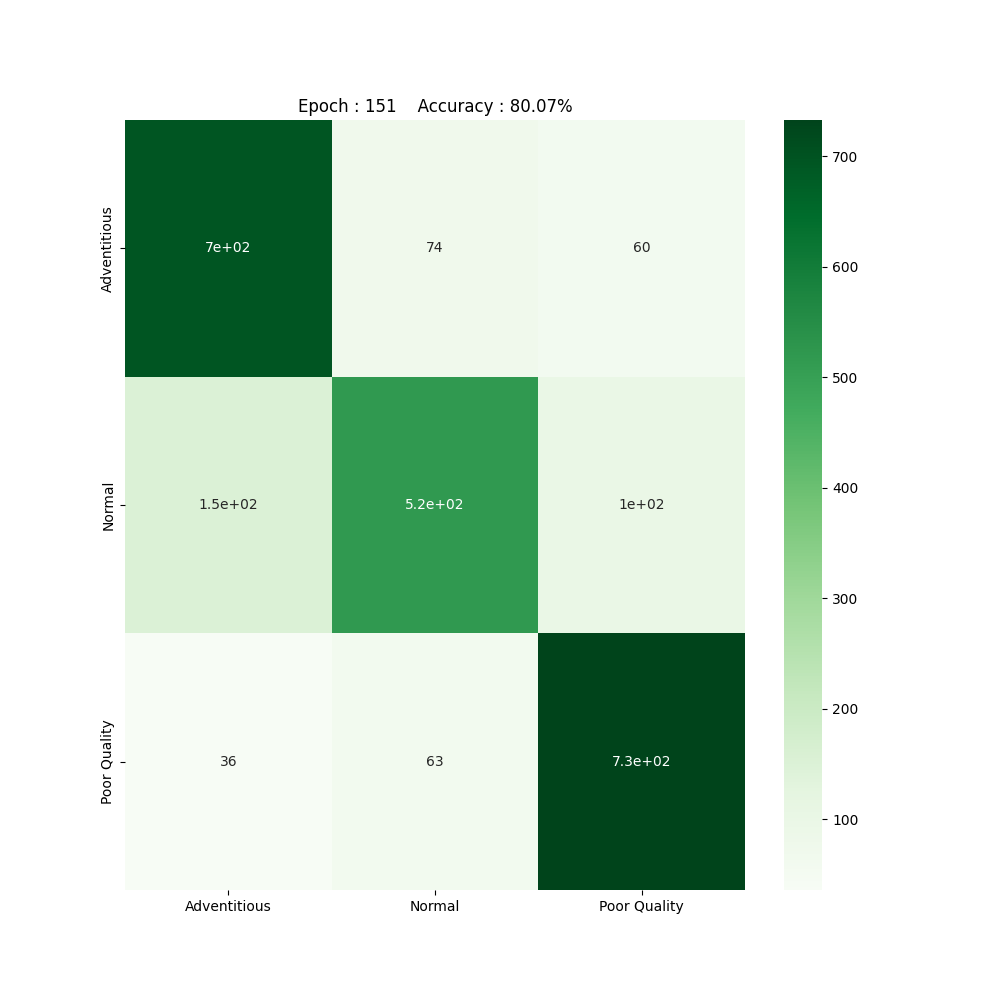 Epoch : 151    Accuracy : 80.07%
Adventitious
7e+02 74 60
Normal
1.5e+02 5.2e+02 1e+02
Poor Quality
36 63 7.3e+02
Adventitious Normal Poor Quality
700
600
500
400
300
200
100